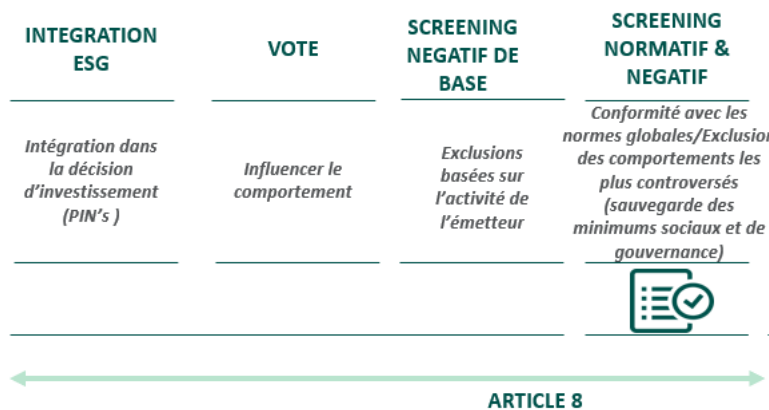 INTEGRATION
ESG
VOTE
SCREENING
NEGATIF DE
BASE
SCREENING
NORMATIF &
NEGATIF
Intégration dans
la décision
d'investissement
(PIN's )
Influencer le
comportement
Exclusions
basées sur
l'activité de
l'émetteur
Conformité avec les
normes globales/Exclusion
des comportements les
plus controversés
(sauvegarde des
minimums sociaux et de
gouvernance)
ARTICLE 8